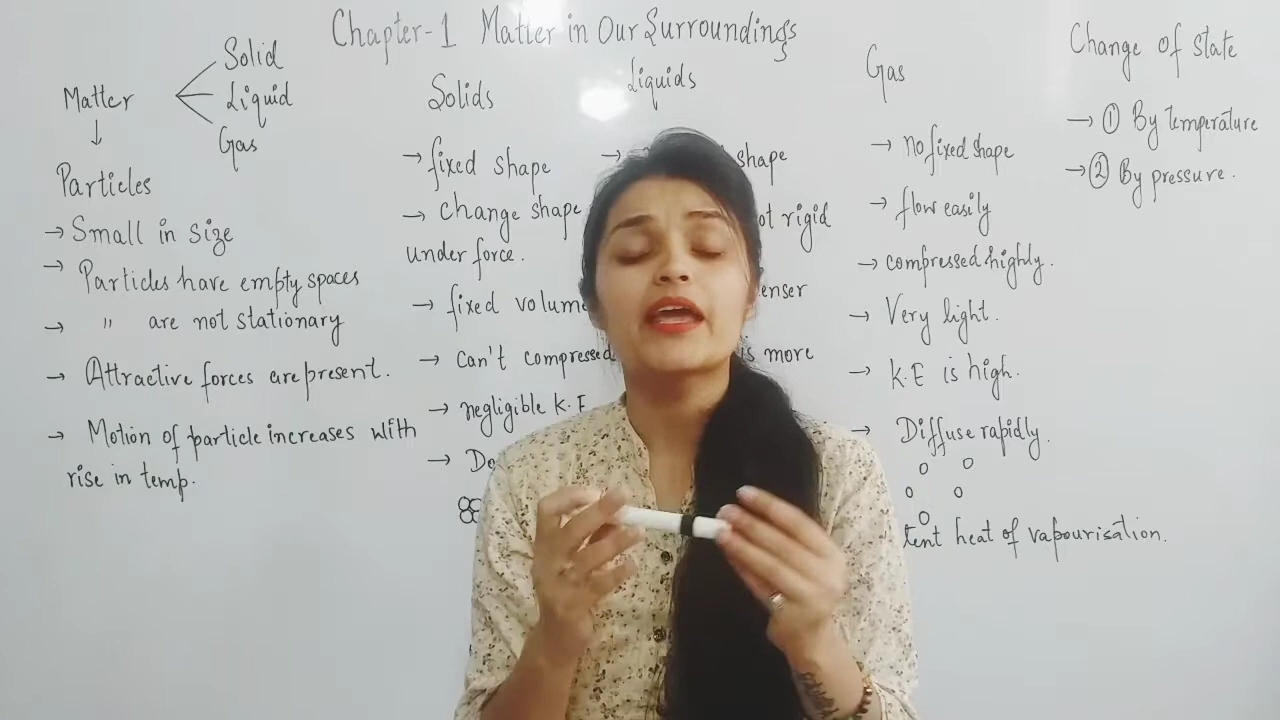 Chapter-1 Matter in Our Surroundings
Matter
Solid
Liquid
Gas
Particles
→ Small in size
→ Particles have empty spaces
→ " are not stationary
→ Attractive forces are present.
→ Motion of particle increases with
rise in temp.
Solids
→ fixed shape
→ change shape
under force.
→ fixed volume
→ can't compressed
→ negligible K.E
Liquids
shape
rigid
is more
Gas
→ no fixed shape
→ flow easily
→ compressed highly.
→ Very light.
→ K.E is high.
→ Diffuse rapidly.
heat of vapourisation.
Change of state
→ ① By temperature
→ ② By pressure.